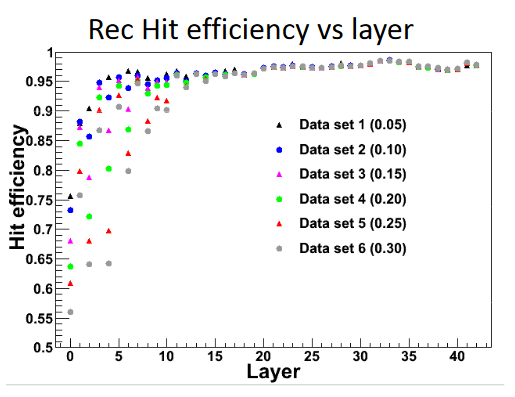 Rec Hit efficiency vs layer
Hit efficiency
1
0.95
0.9
0.85
0.8
0.75
0.7
0.65
0.6
0.55
0.5
Data set 1 (0.05)
Data set 2 (0.10)
Data set 3 (0.15)
Data set 4 (0.20)
Data set 5 (0.25)
Data set 6 (0.30)
0 5 10 15 20 25 30 35 40
Layer